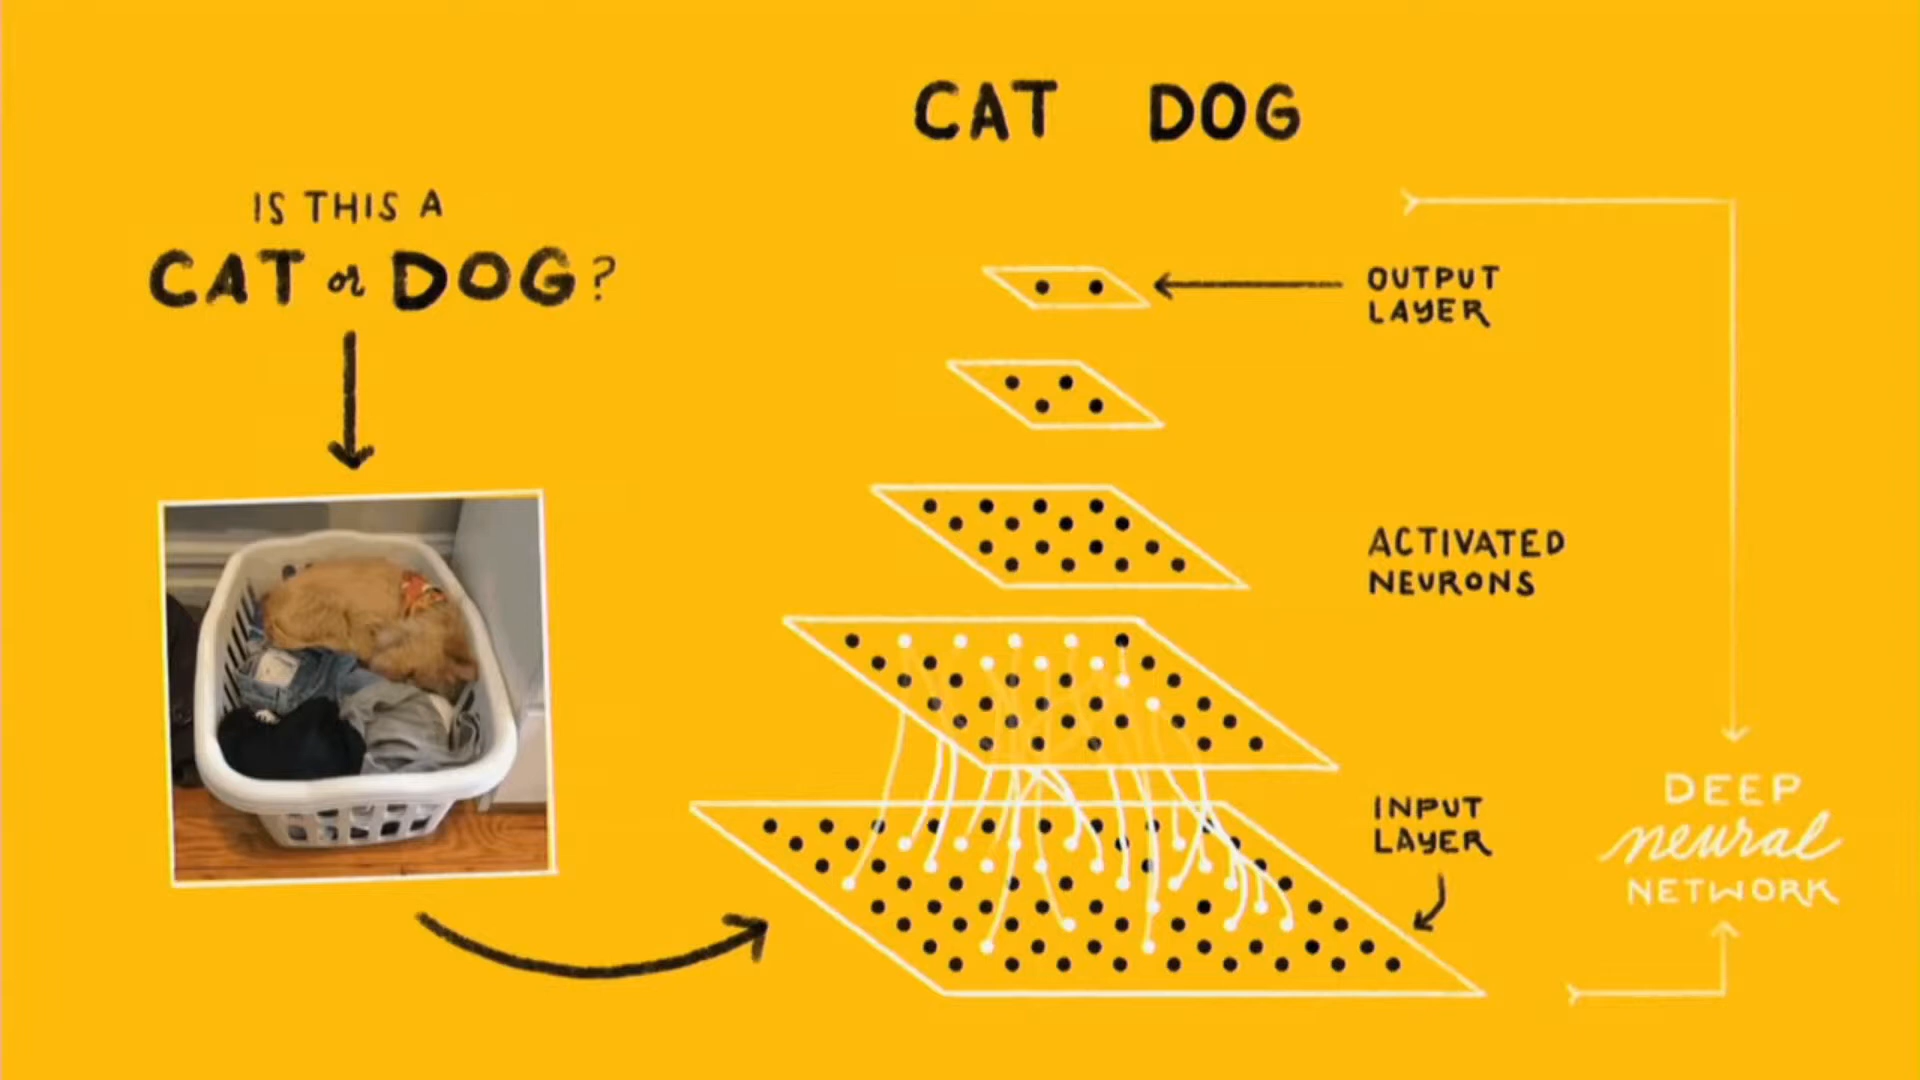 CAT DOG
IS THIS A
CAT or DOG?
OUTPUT
LAYER
ACTIVATED
NEURONS
INPUT
LAYER
DEEP
neural
NETWORK